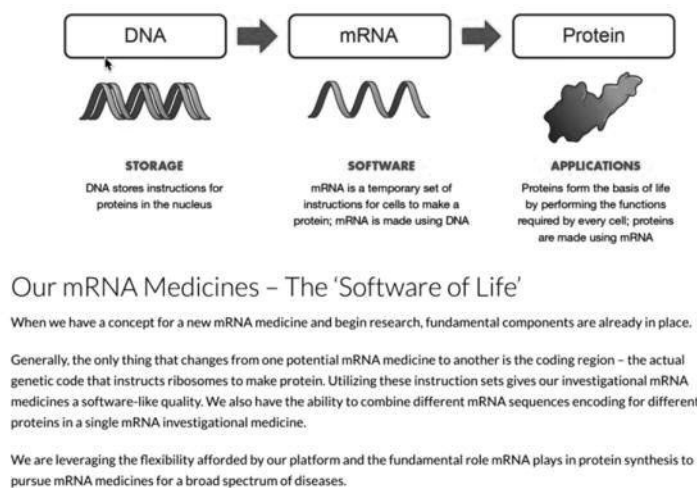 DNA mRNA Protein
STORAGE SOFTWARE APPLICATIONS
DNA stores instructions for
proteins in the nucleus
mRNA is a temporary set of
instructions for cells to make a
protein; mRNA is made using DNA
Proteins form the basis of life
by performing the functions
required by every cell; proteins
are made using mRNA
Our mRNA Medicines – The ‘Software of Life’
When we have a concept for a new mRNA medicine and begin research, fundamental components are already in place.
Generally, the only thing that changes from one potential mRNA medicine to another is the coding region – the actual
genetic code that instructs ribosomes to make protein. Utilizing these instruction sets gives our investigational mRNA
medicines a software-like quality. We also have the ability to combine different mRNA sequences encoding for different
proteins in a single mRNA investigational medicine.
We are leveraging the flexibility afforded by our platform and the fundamental role mRNA plays in protein synthesis to
pursue mRNA medicines for a broad spectrum of diseases.